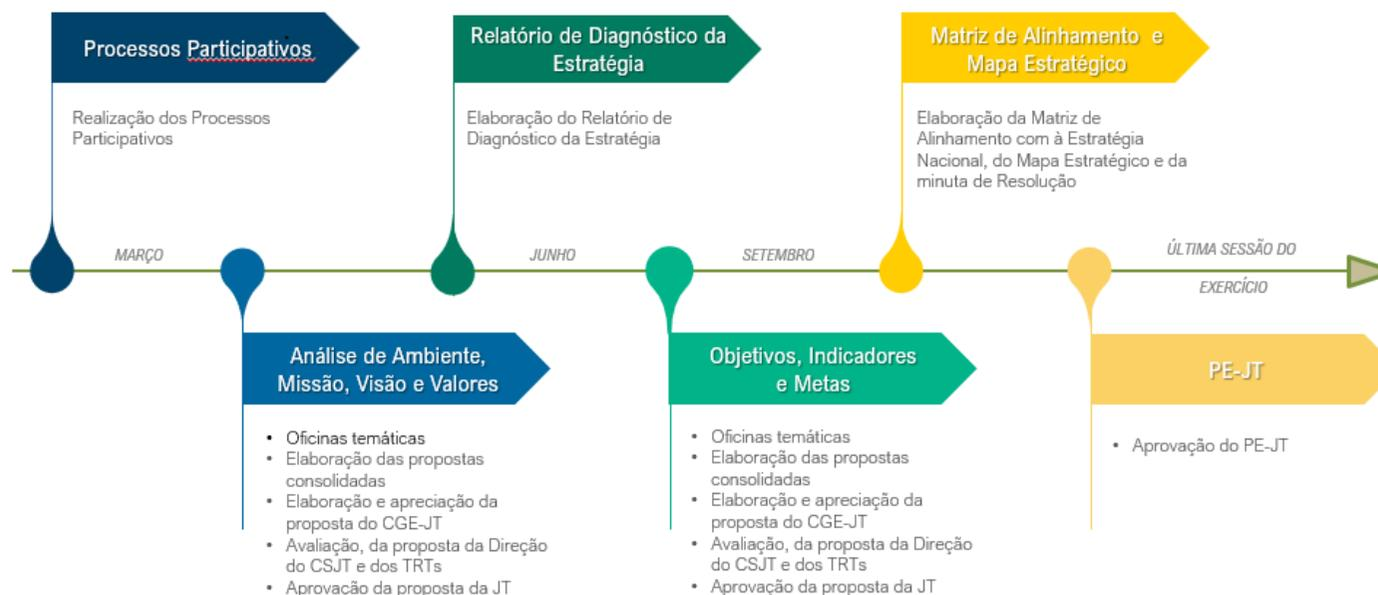 Processos Participativos
Realização dos Processos
Participativos
Relatório de Diagnóstico da
Estratégia
Elaboração do Relatório de
Diagnóstico da Estratégia
Matriz de Alinhamento e
Mapa Estratégico
Elaboração da Matriz de
Alinhamento com à Estratégia
Nacional, do Mapa Estratégico e da
minuta de Resolução
MARÇO
JUNHO
SETEMBRO
ÚLTIMA SESSÃO DO
EXERCÍCIO
Análise de Ambiente,
Missão, Visão e Valores
• Oficinas temáticas
• Elaboração das propostas
consolidadas
• Elaboração e apreciação da
proposta do CGE-JT
• Avaliação, da proposta da Direção
do CSJT e dos TRTs
• Aprovação da proposta da JT
Objetivos, Indicadores
e Metas
• Oficinas temáticas
• Elaboração das propostas
consolidadas
• Elaboração e apreciação da
proposta do CGE-JT
• Avaliação, da proposta da Direção
do CSJT e dos TRTs
• Aprovação da proposta da JT
PE-JT
• Aprovação do PE-JT